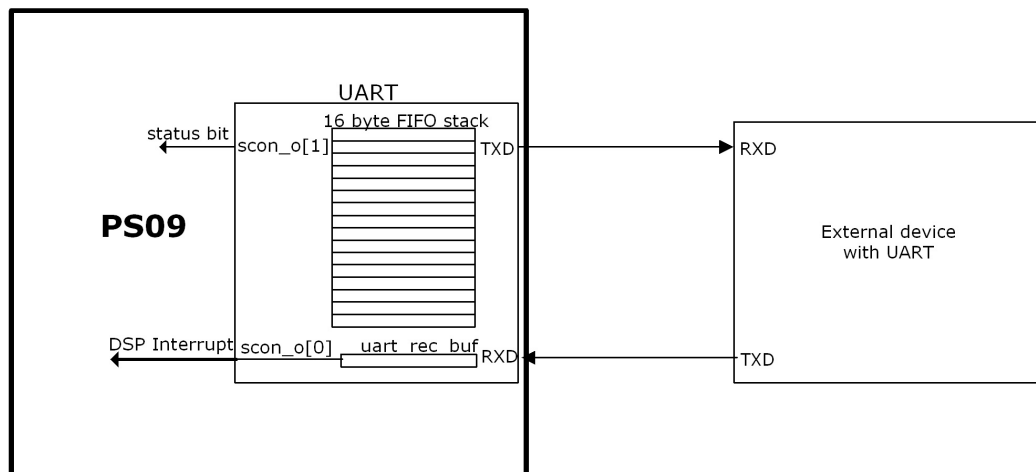 UART
16 byte FIFO stack
status bit
scon_o[1]
TXD
RXD
PS09
External device
with UART
DSP Interrupt
scon_o[0]
uart_rec_buf
RXD
TXD